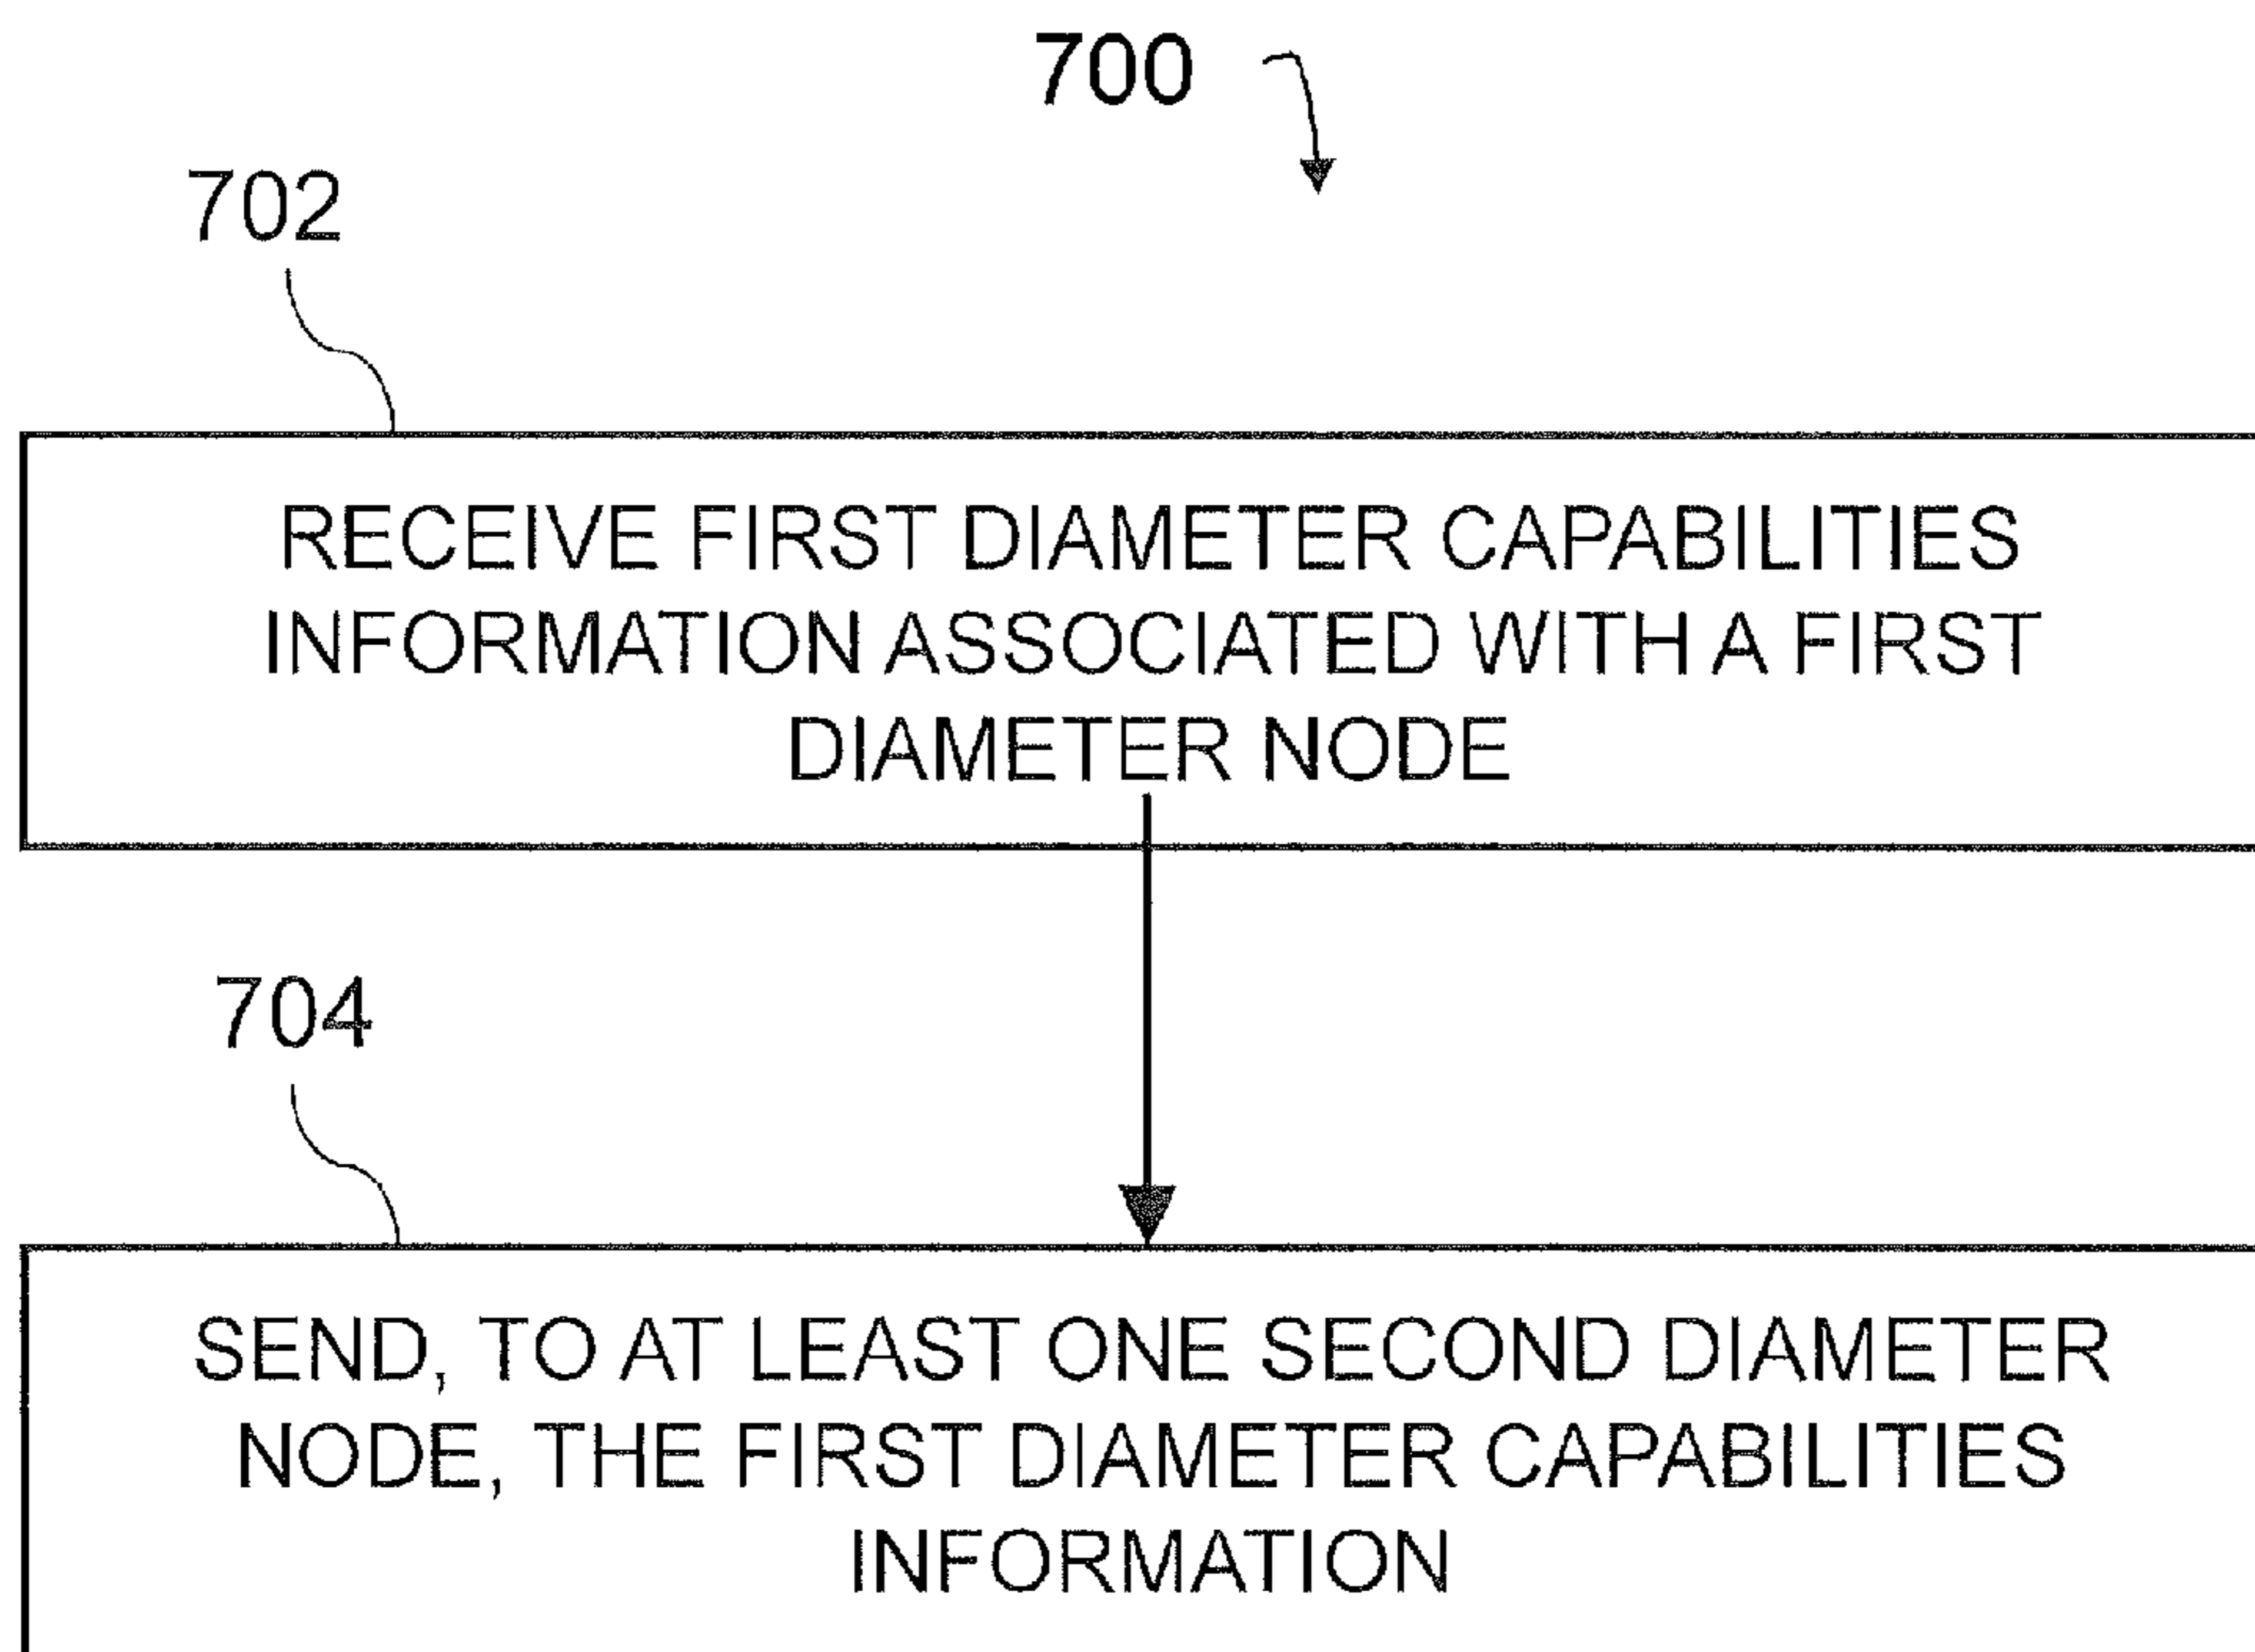 700
702
RECEIVE FIRST DIAMETER CAPABILITIES
INFORMATION ASSOCIATED WITH A FIRST
DIAMETER NODE
704
SEND, TO AT LEAST ONE SECOND DIAMETER
NODE, THE FIRST DIAMETER CAPABILITIES
INFORMATION